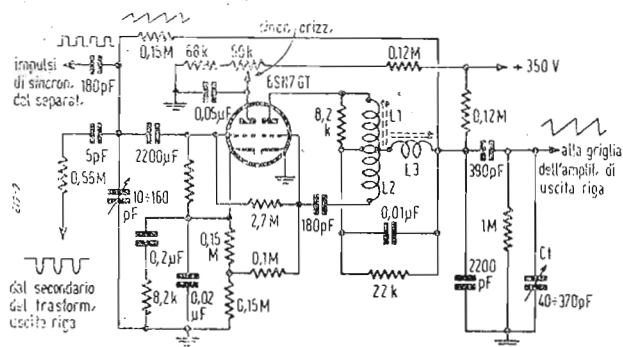 sincr. orizz.
0,15M
68k
50k
0,12M
+350 V
impulsi
di sincron.
del separat.
180pF
0,05µF
6SN7GT
8,2
k
L1
L2
L3
0,12M
390pF
alla griglia
dell'amplif. di
uscita riga
5pF
2200µF
0,56M
10÷160
pF
2,7M
180pF
0,01µF
1M
Ct
0,2µF
0,15
M
0,1M
22k
2200
pF
40÷370pF
8,2k
0,02
µF
0,15M
dal secondario
del trasform.
uscita riga